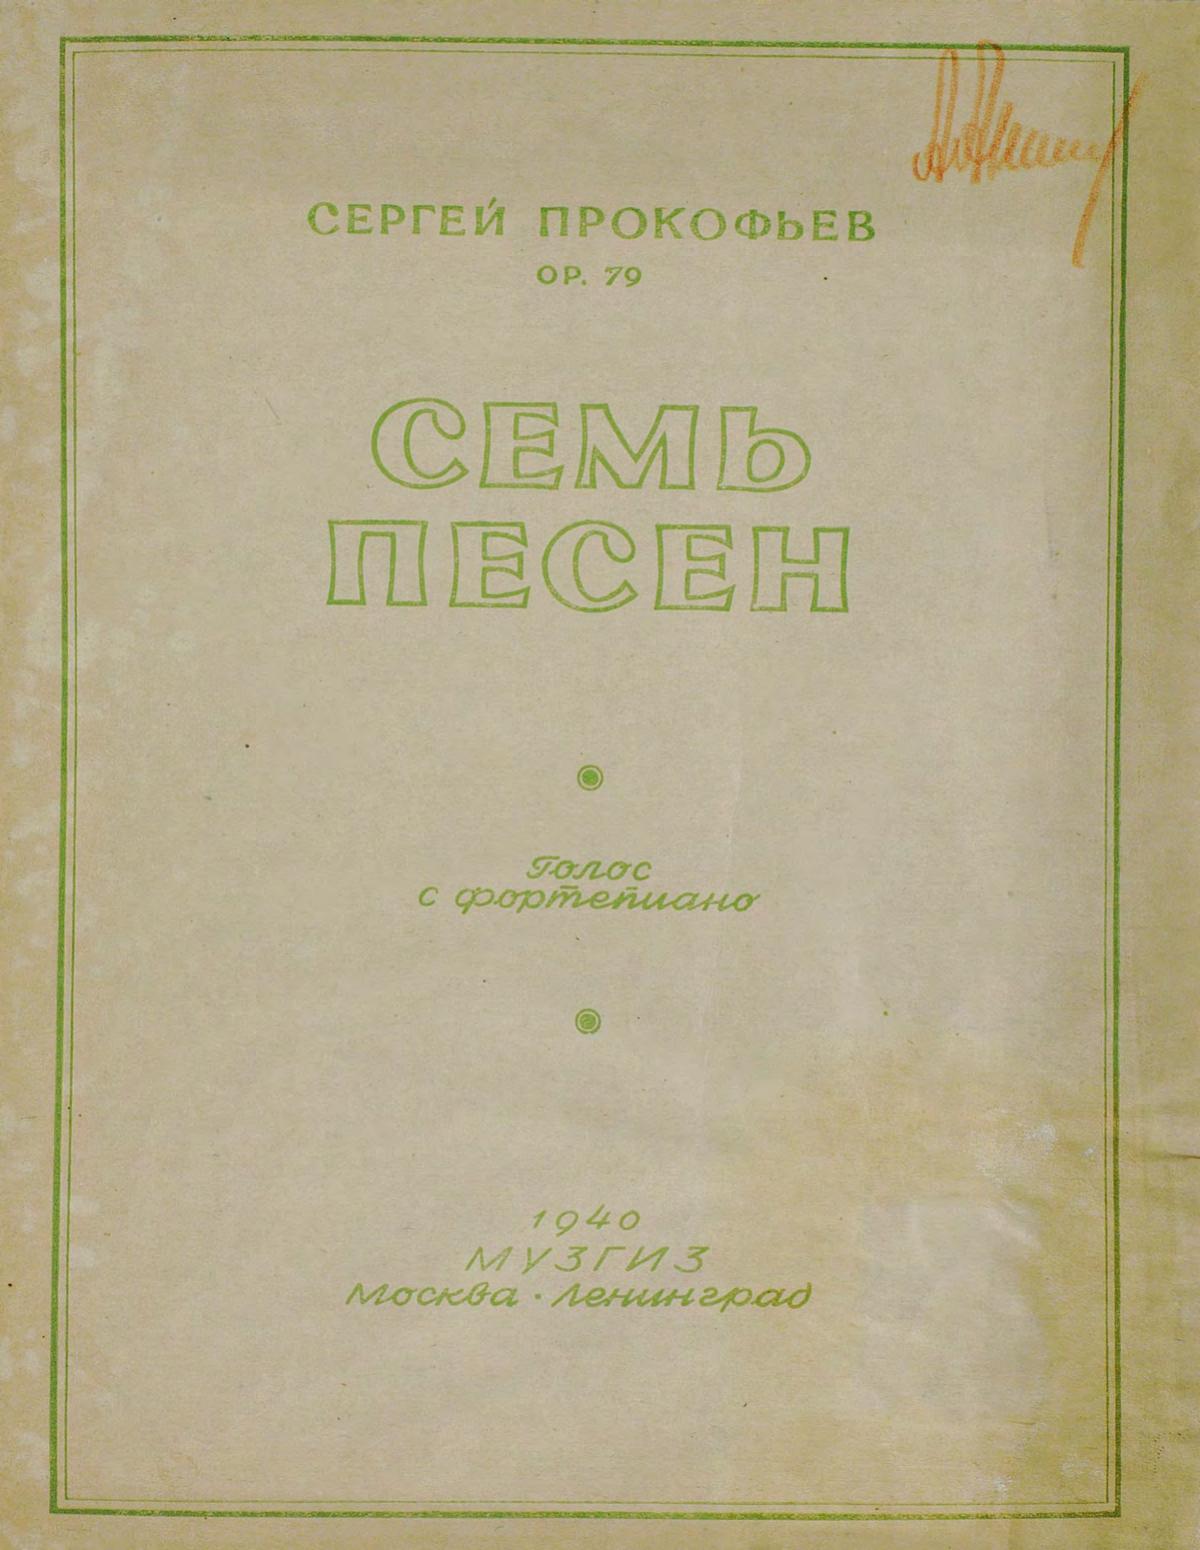 СЕРГЕЙ ПРОКОФЬЕВ
OP. 79
СЕМЬ
ПЕСЕН
Голос
с фортепиано
1940
МУЗГИЗ
Москва · Ленинград